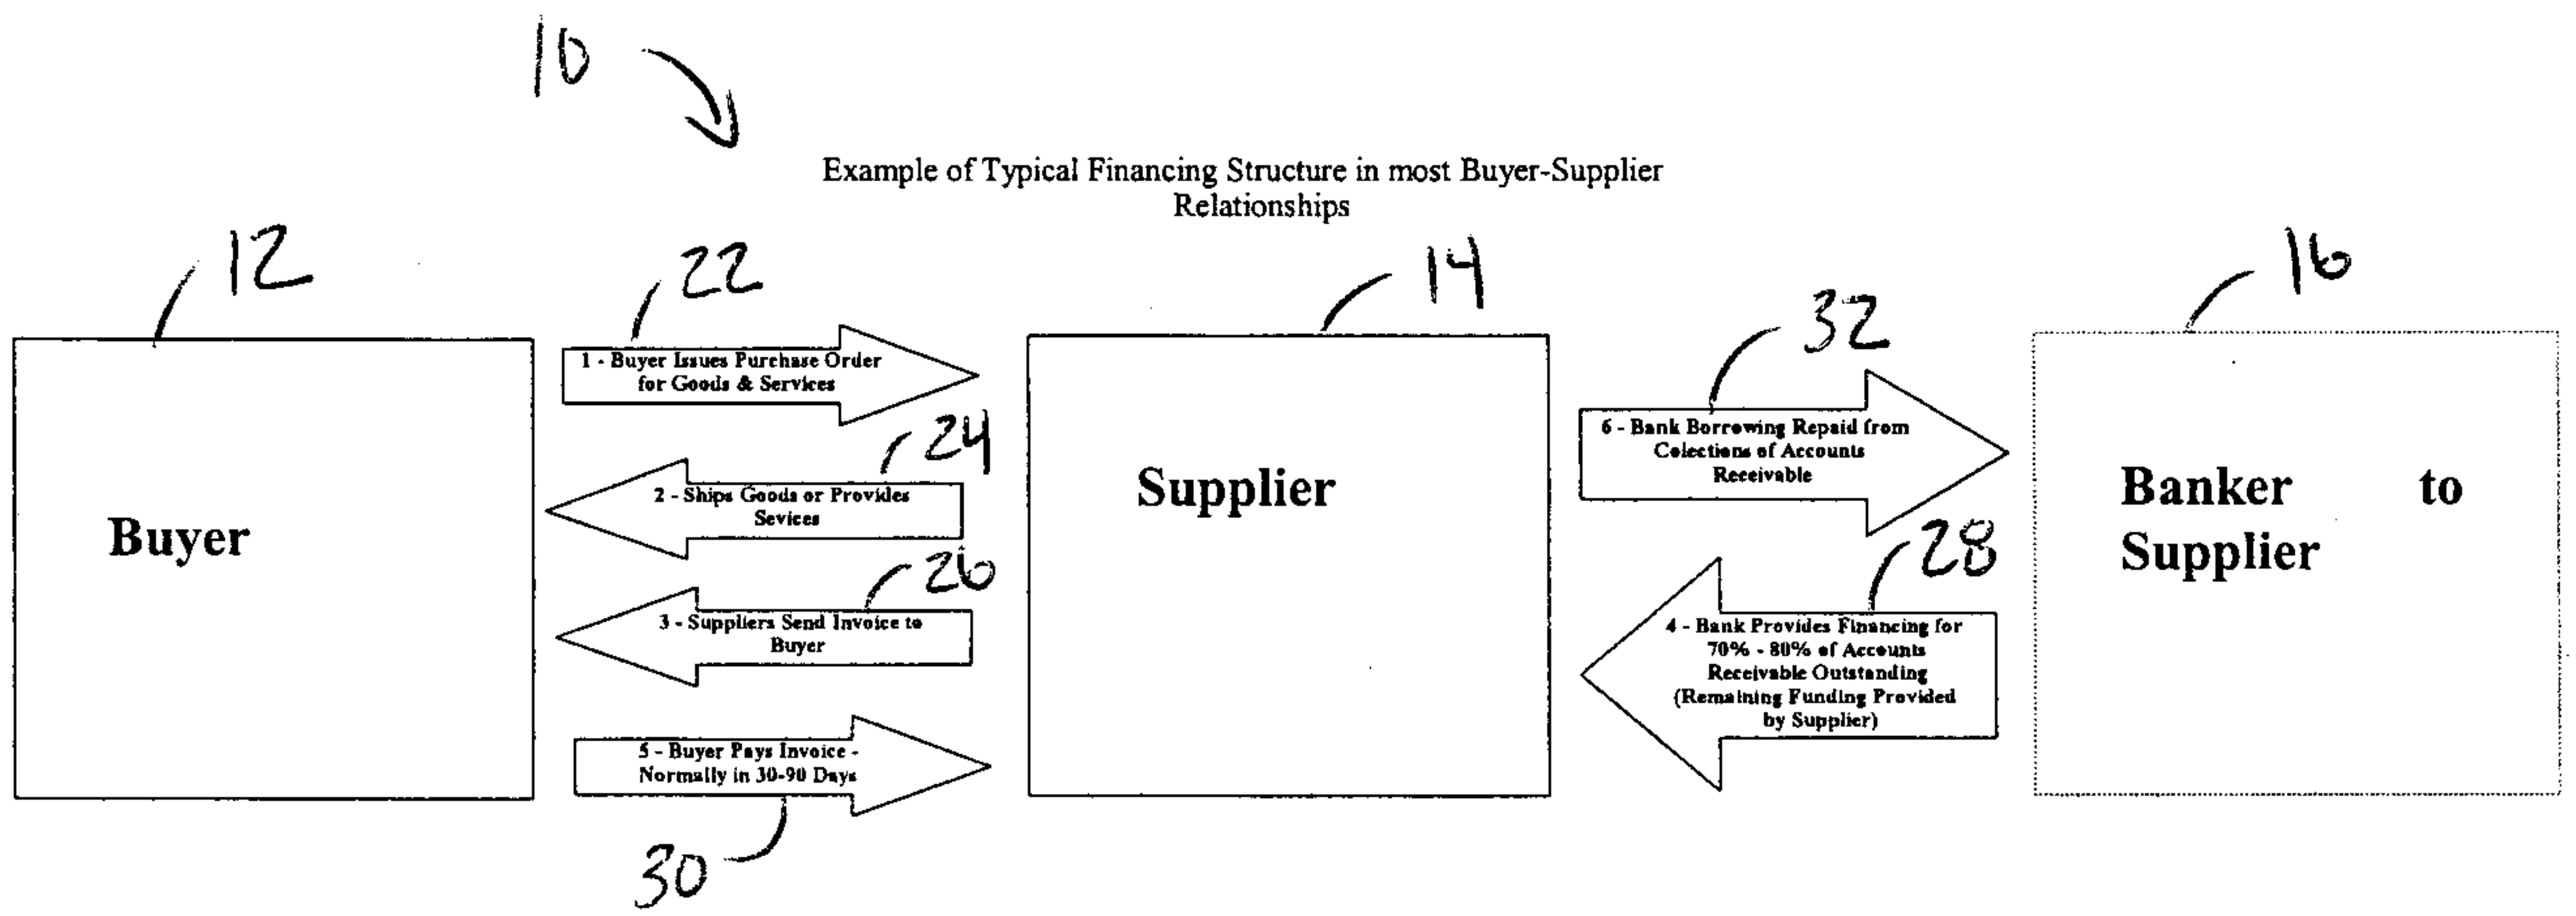 10
Example of Typical Financing Structure in most Buyer-Supplier
Relationships
12
22
14
32
16
1 - Buyer Issues Purchase Order
for Goods & Services
24
2 - Ships Goods or Provides
Sevices
26
3 - Suppliers Send Invoice to
Buyer
5 - Buyer Pays Invoice -
Normally in 30-90 Days
30
Buyer
Supplier
6 - Bank Borrowing Repaid from
Colections of Accounts
Receivable
28
4 - Bank Provides Financing for
70% - 80% of Accounts
Receivable Outstanding
(Remaining Funding Provided
by Supplier)
Banker to
Supplier